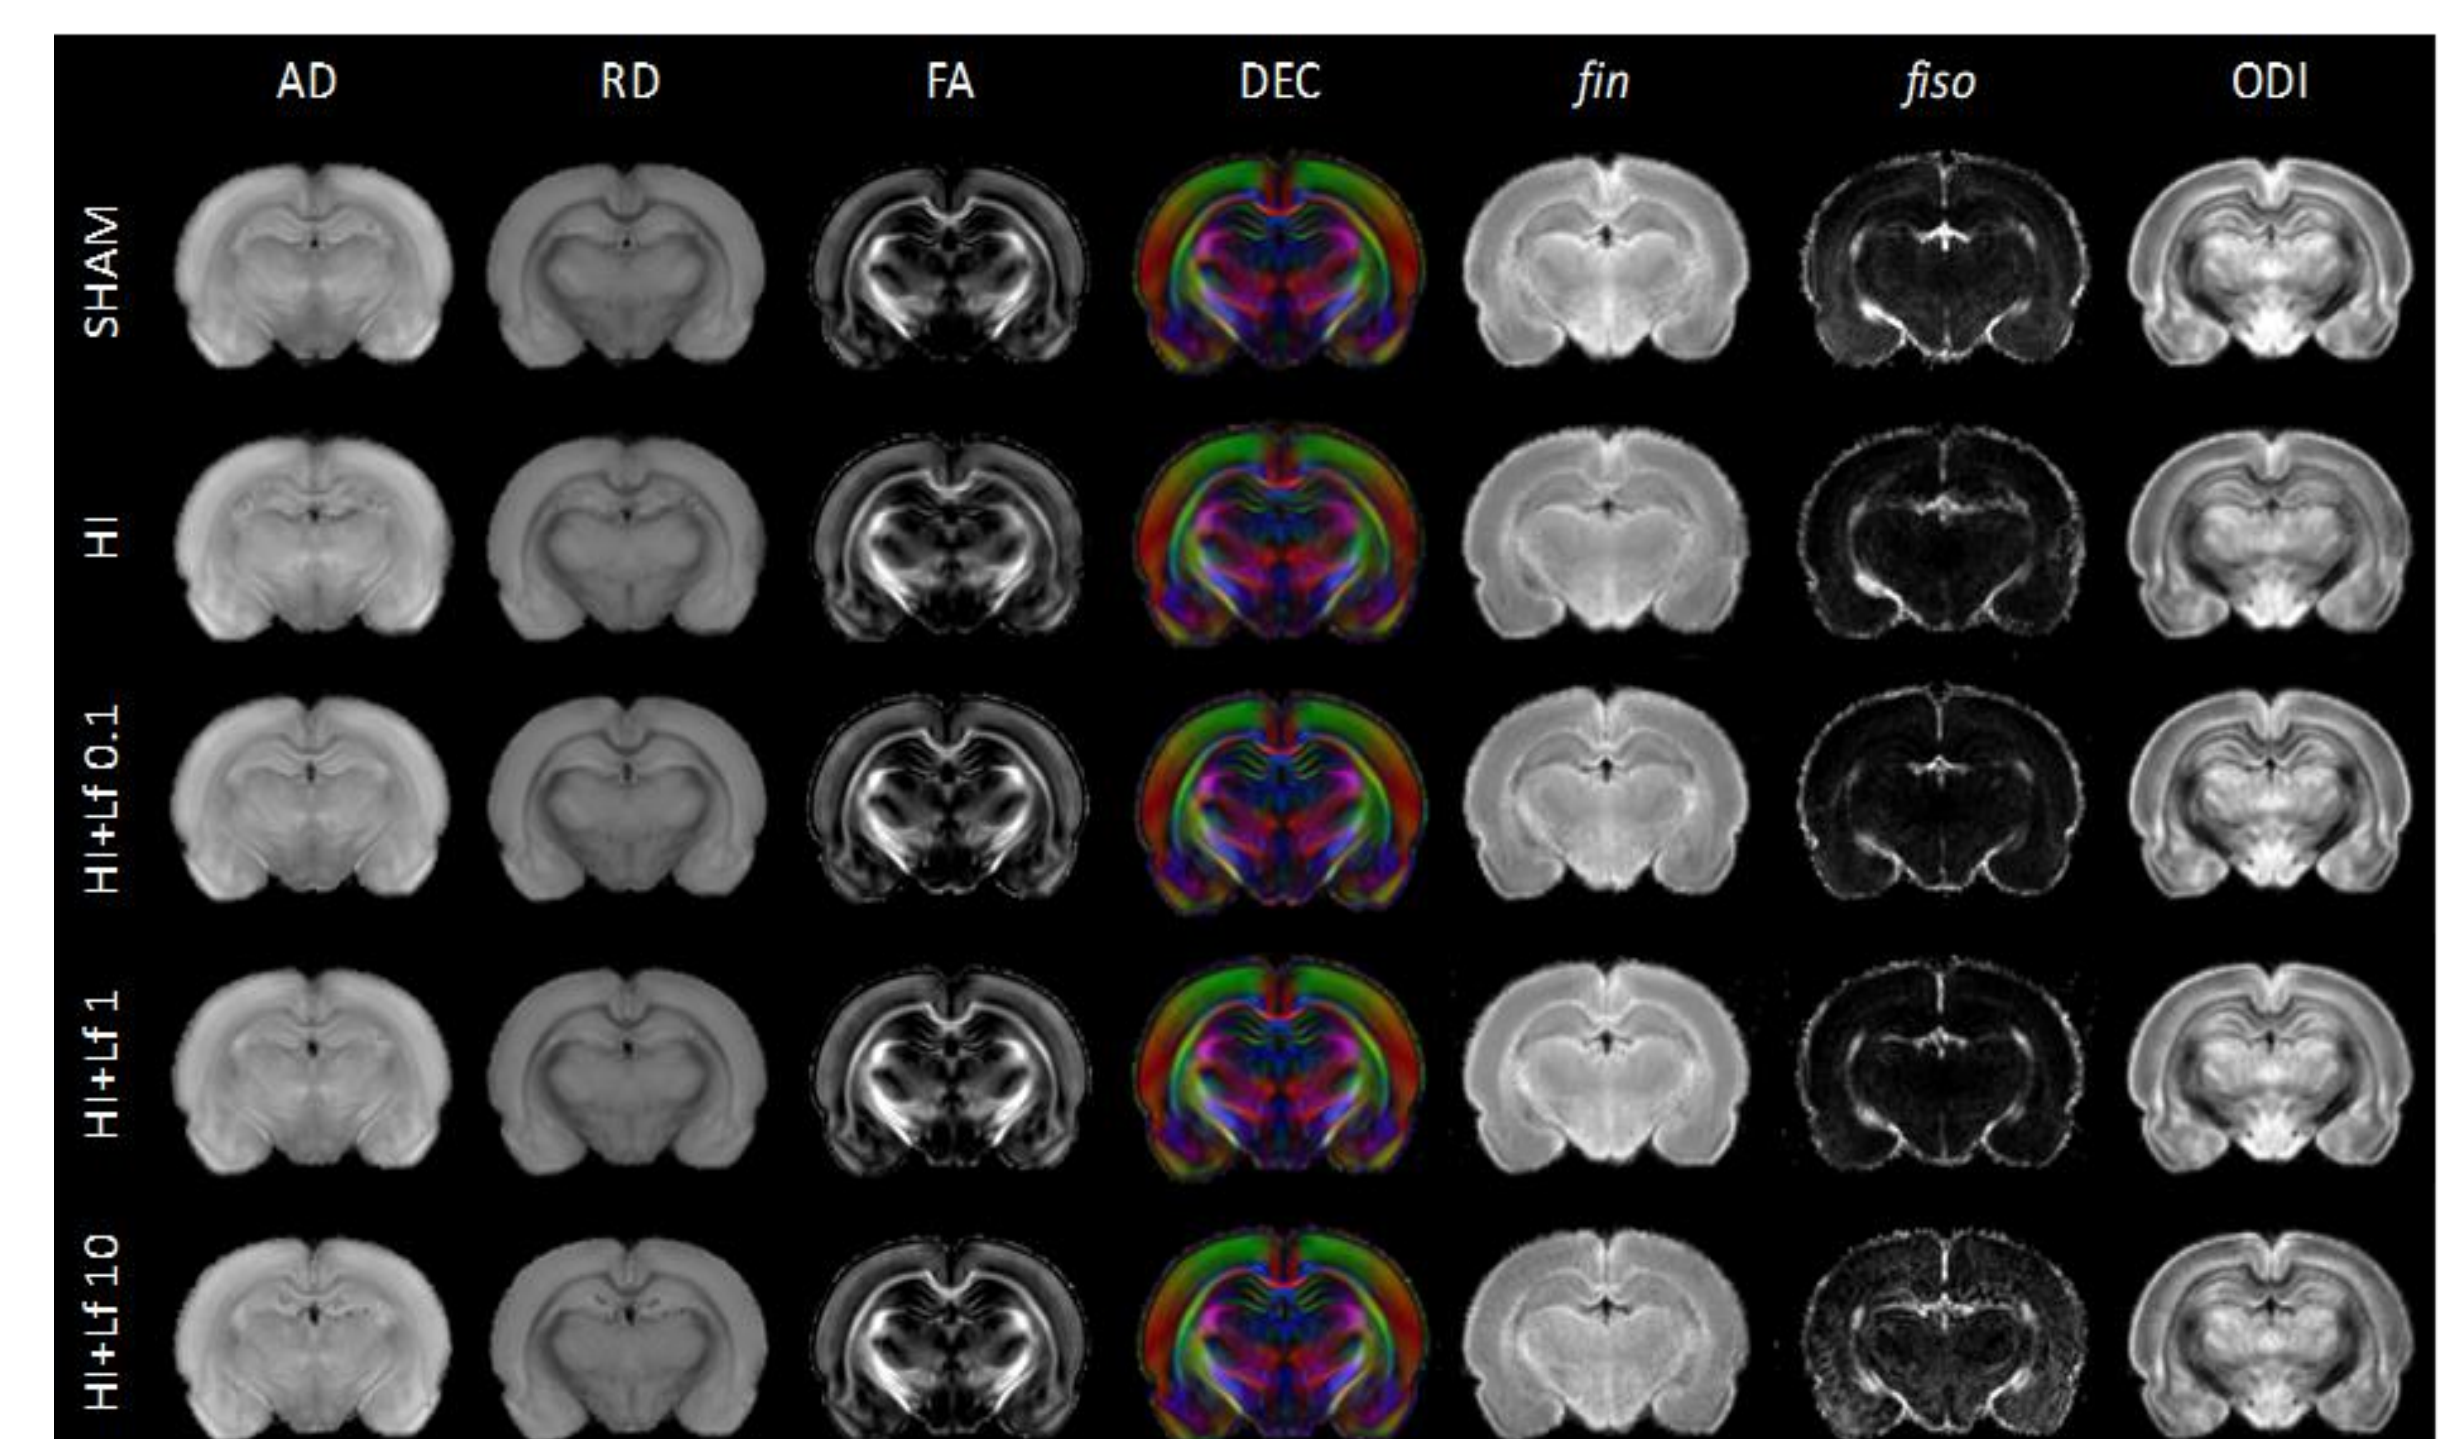 AD RD FA DEC fin fiso ODI
SHAM
HI
HI+Lf 0.1
HI+Lf 1
HI+Lf 10